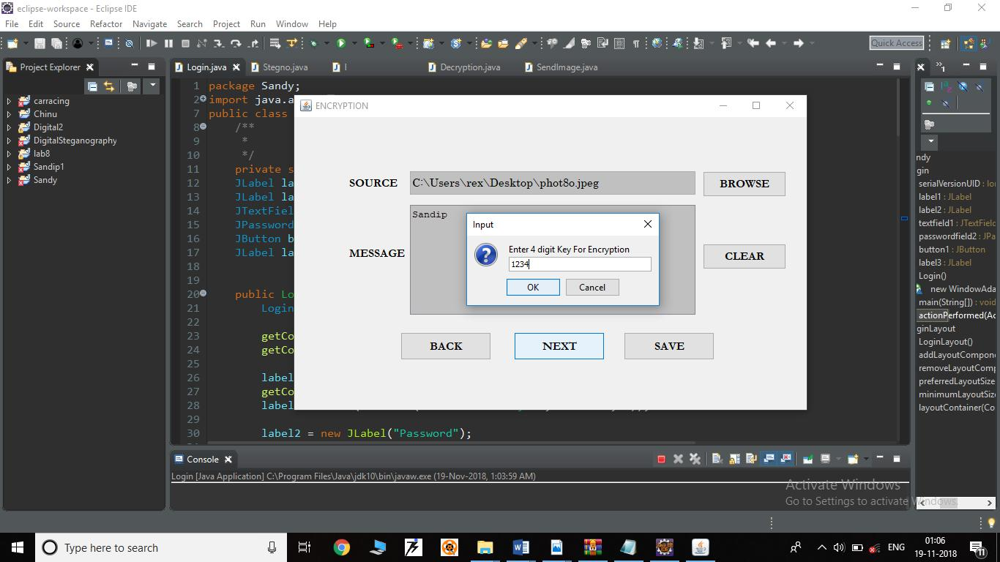 eclipse-workspace - Eclipse IDE
File Edit Source Refactor Navigate Search Project Run Window Help
Quick Access
Project Explorer
carracing
Chinu
Digital2
DigitalSteganography
lab8
Sandip1
Sandy
Login.java Stegno.java I Decryption.java SendImage.java
1 package Sandy;
2 import java.a
7 public class
8 /**
9 *
10 */
11 private s
12 JLabel la
13 JLabel la
14 JTextFiel
15 JPassword
16 JButton b
17 JLabel la
18
19
20 public Lo
21 Login
22
23 getCo
24 getCo
25
26 label
27 getCo
28 label
29
30 label2 = new JLabel("Password");
ENCRYPTION
SOURCE C:\Users\rex\Desktop\phot8o.jpeg BROWSE
MESSAGE Sandip CLEAR
Input
Enter 4 digit Key For Encryption
1234
OK Cancel
BACK NEXT SAVE
ndy
gin
serialVersionUID : lo
label1 : JLabel
label2 : JLabel
textfield1 : JTextField
passwordfield2 : JPa
button1 : JButton
label3 : JLabel
Login()
new WindowAda
main(String[]) : void
actionPerformed(Ac
ginLayout
LoginLayout()
addLayoutCompone
removeLayoutComp
preferredLayoutSize
minimumLayoutSize
layoutContainer(Co
Console
Login [Java Application] C:\Program Files\Java\jdk10\bin\javaw.exe (19-Nov-2018, 1:03:59 AM)
Activate Windows
Go to Settings to activate Windows.
Type here to search
ENG
01:06
19-11-2018
11